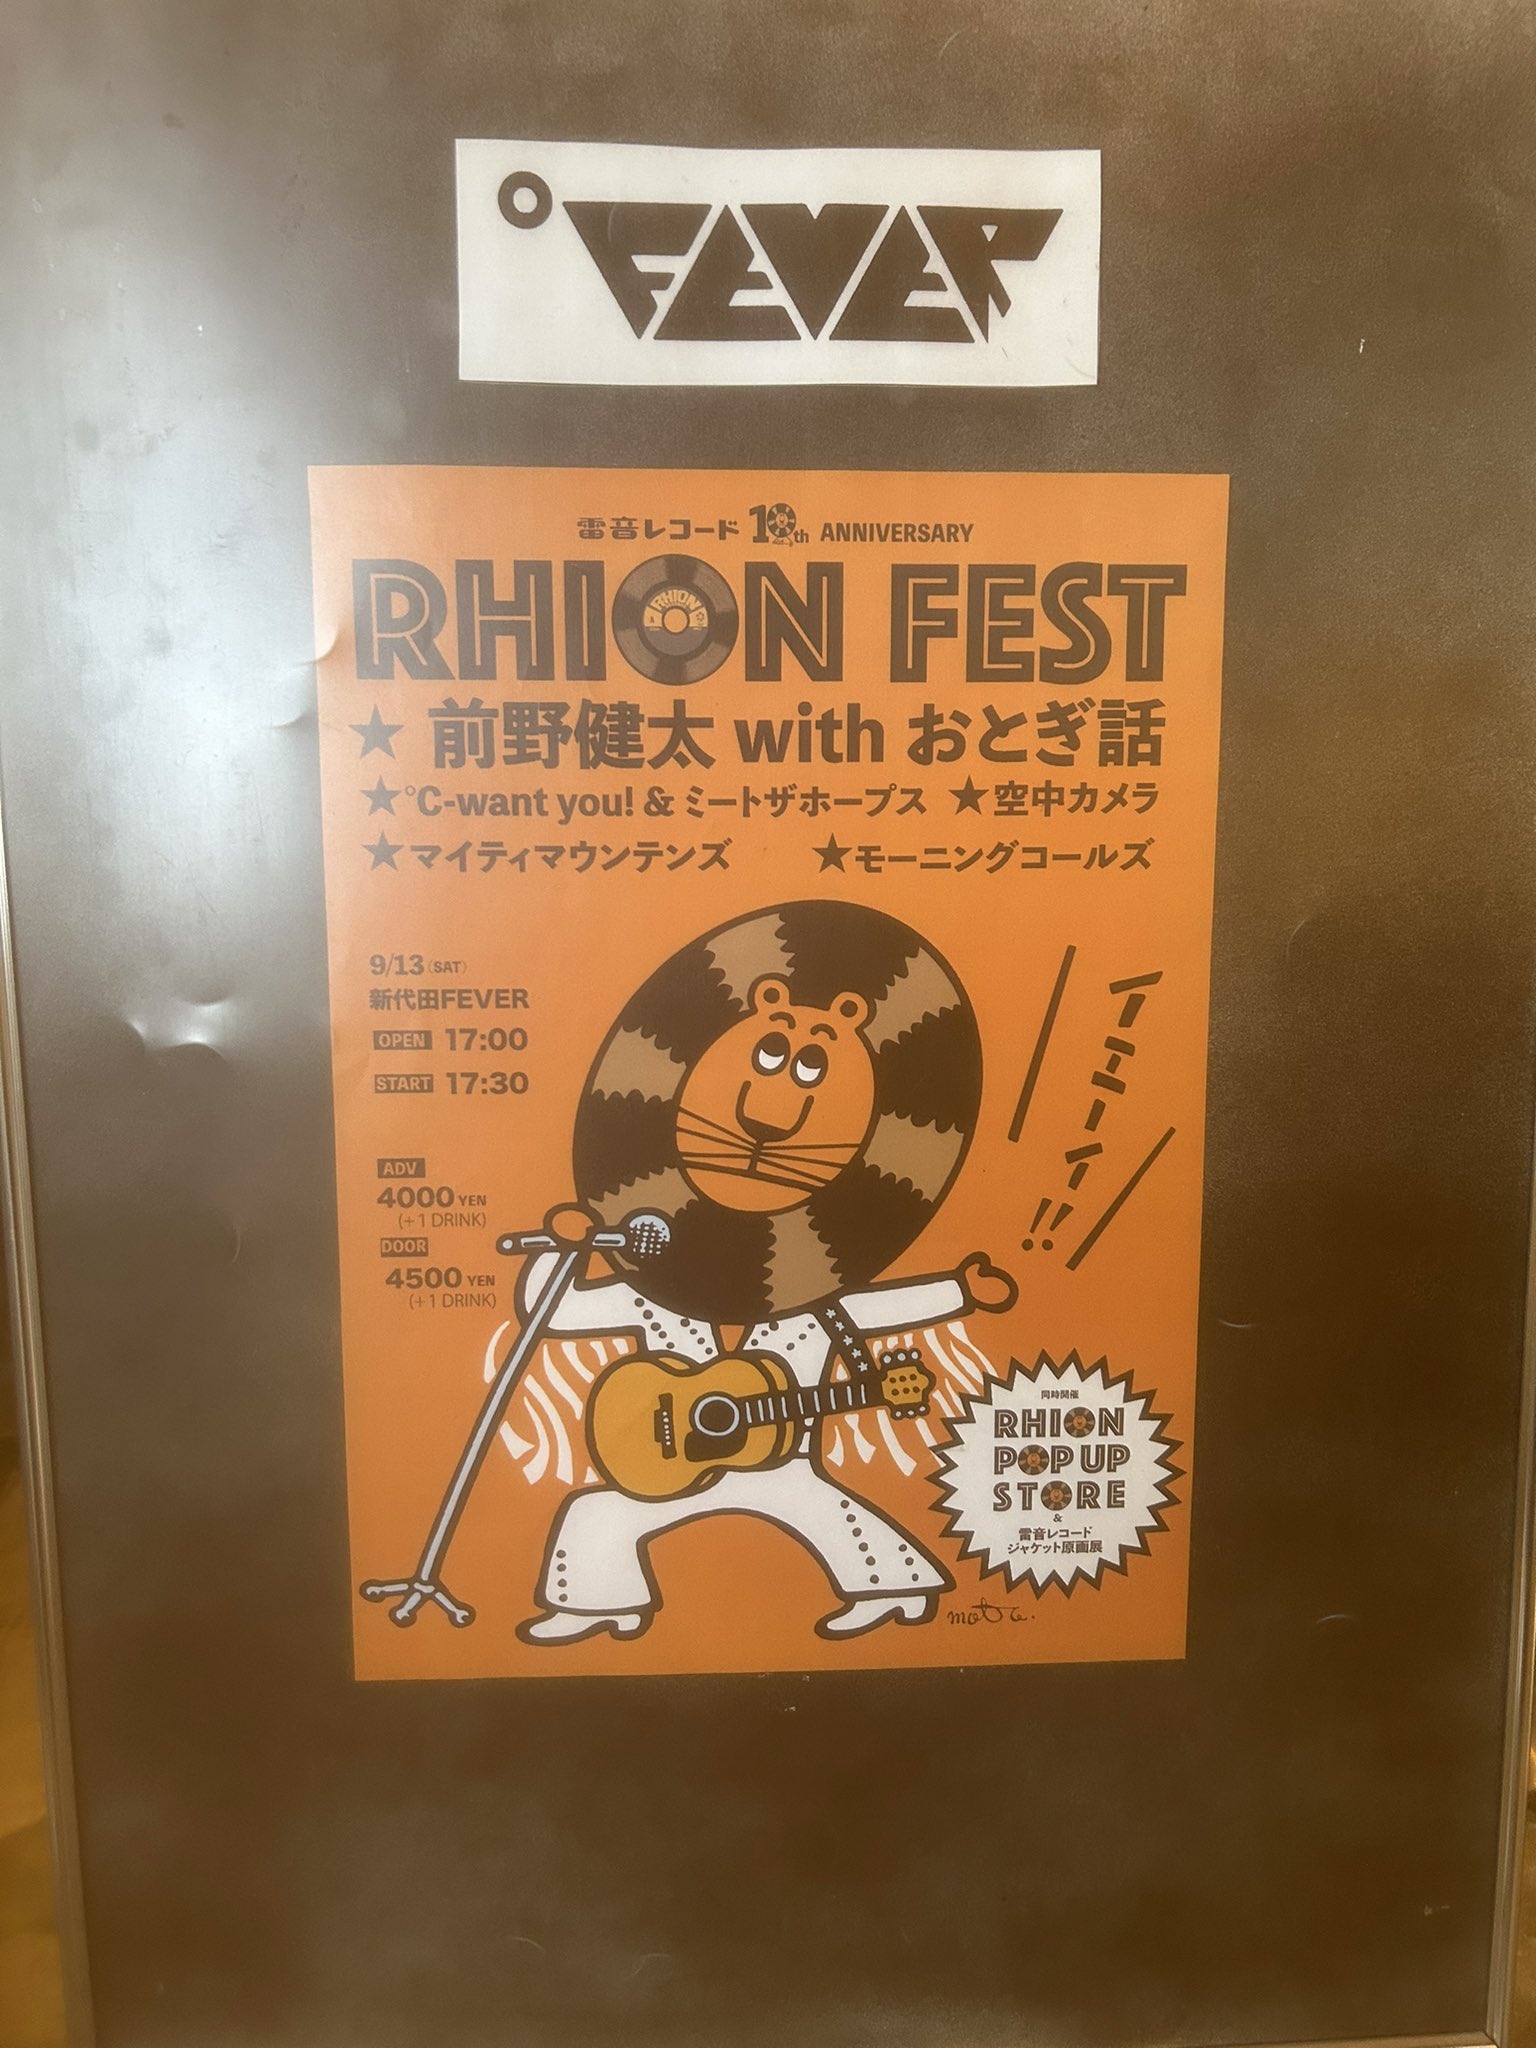 °FEVER
雷音レコード 10th ANNIVERSARY
RHION FEST
★ 前野健太 with おとぎ話
★℃-want you! & ミートザホープス ★空中カメラ
★マイティマウンテンズ ★モーニングコールズ
9/13(SAT)
新代田FEVER
OPEN 17:00
START 17:30
ADV
4000 YEN
(+1 DRINK)
DOOR
4500 YEN
(+1 DRINK)
イニーイ!!
同時開催
RHION
POP UP
STORE
&
雷音レコード
ジャケット原画展